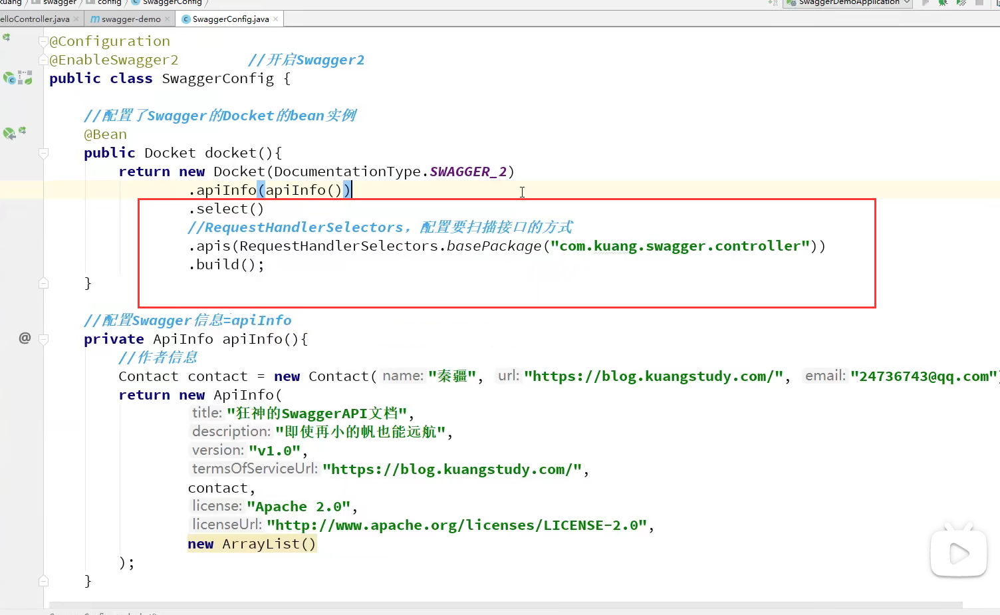 kuang swagger config SwaggerConfig SwaggerDemoApplication
elloController.java × m swagger-demo × SwaggerConfig.java ×
@Configuration
@EnableSwagger2 //开启Swagger2
public class SwaggerConfig {
//配置了Swagger的Docket的bean实例
@Bean
public Docket docket(){
return new Docket(DocumentationType.SWAGGER_2)
.apiInfo(apiInfo())
.select()
//RequestHandlerSelectors，配置要扫描接口的方式
.apis(RequestHandlerSelectors.basePackage("com.kuang.swagger.controller"))
.build();
}
//配置Swagger信息=apiInfo
private ApiInfo apiInfo(){
//作者信息
Contact contact = new Contact( name: "秦疆", url: "https://blog.kuangstudy.com/", email: "24736743@qq.com")
return new ApiInfo(
title: "狂神的SwaggerAPI文档",
description: "即使再小的帆也能远航",
version: "v1.0",
termsOfServiceUrl: "https://blog.kuangstudy.com/",
contact,
license: "Apache 2.0",
licenseUrl: "http://www.apache.org/licenses/LICENSE-2.0",
new ArrayList()
);
}